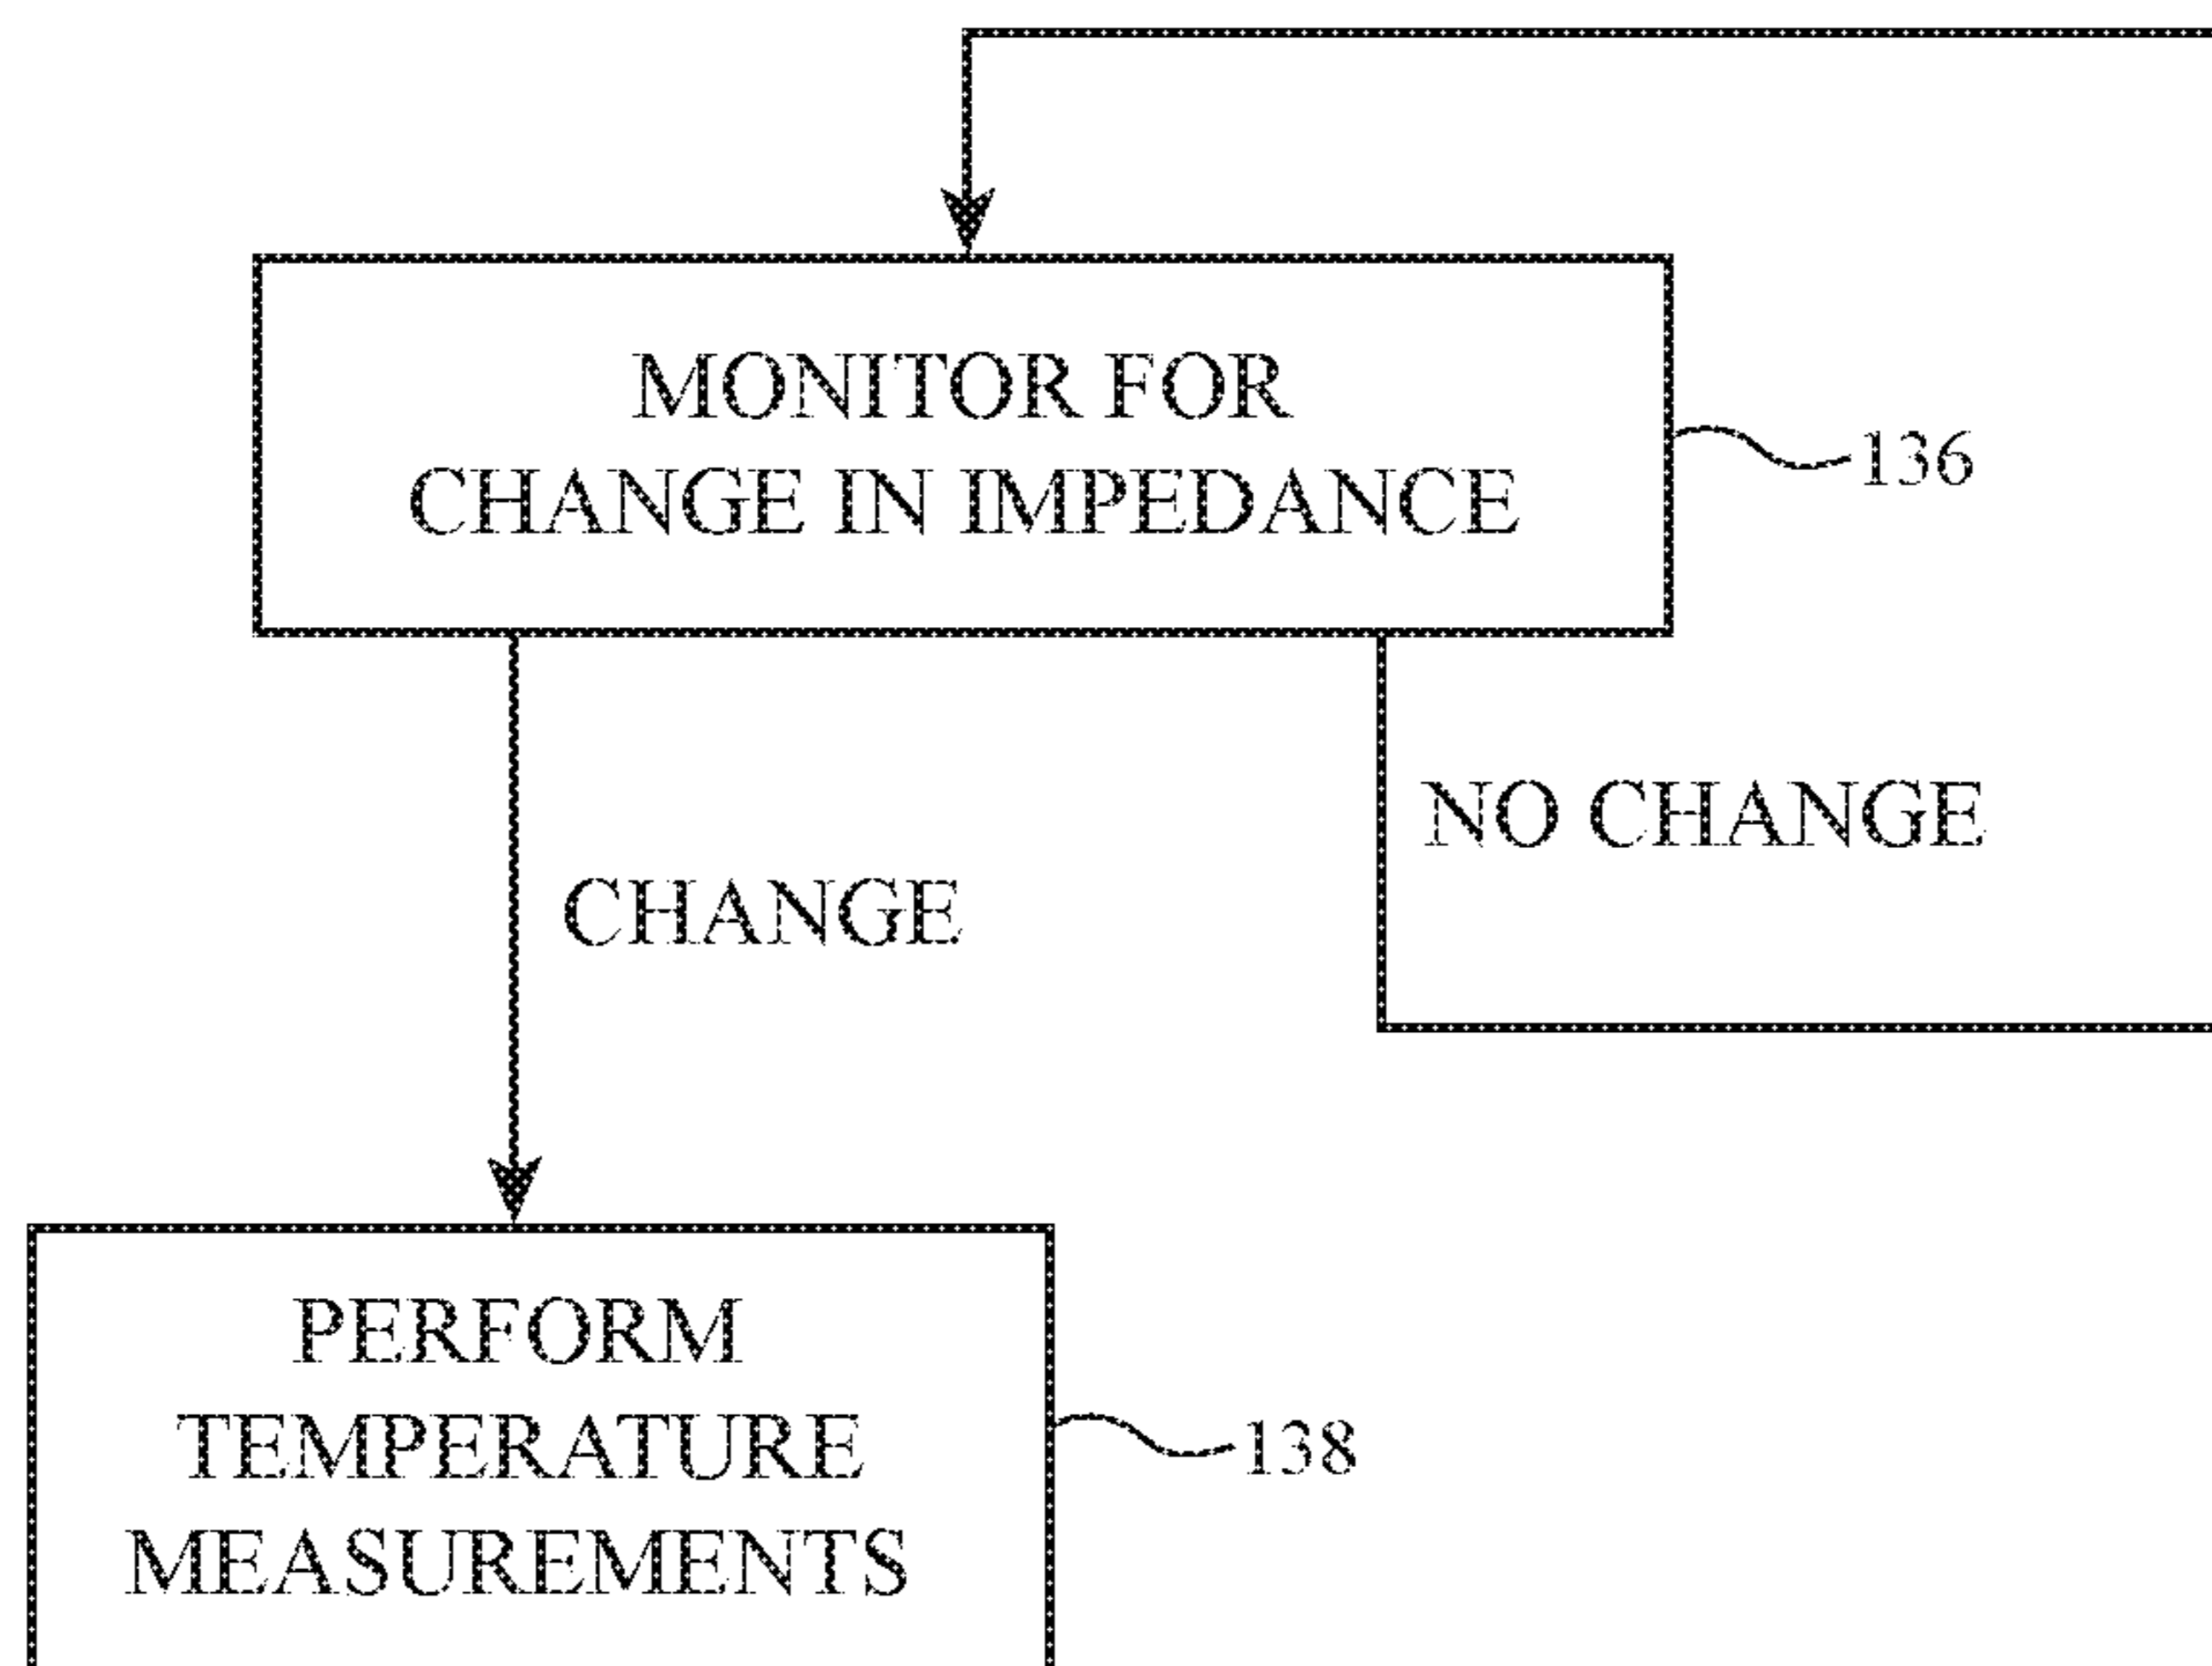 MONITOR FOR
CHANGE IN IMPEDANCE
136
NO CHANGE
CHANGE
PERFORM
TEMPERATURE
MEASUREMENTS
138